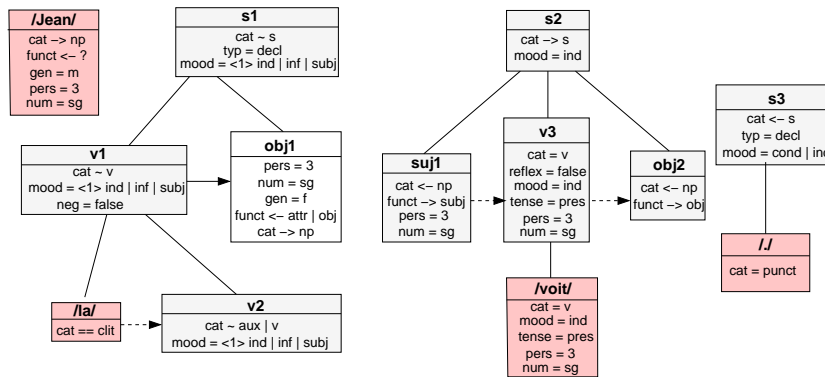 /Jean/
cat −> np
funct <− ?
gen = m
pers = 3
num = sg
s1
cat ~ s
typ = decl
mood = <1> ind | inf | subj
v1
cat ~ v
mood = <1> ind | inf | subj
neg = false
obj1
pers = 3
num = sg
gen = f
funct <− attr | obj
cat −> np
/la/
cat == clit
v2
cat ~ aux | v
mood = <1> ind | inf | subj
s2
cat −> s
mood = ind
suj1
cat <− np
funct −> subj
pers = 3
num = sg
v3
cat = v
reflex = false
mood = ind
tense = pres
pers = 3
num = sg
obj2
cat <− np
funct −> obj
/voit/
cat = v
mood = ind
tense = pres
pers = 3
num = sg
s3
cat <− s
typ = decl
mood = cond | ind
/./
cat = punct